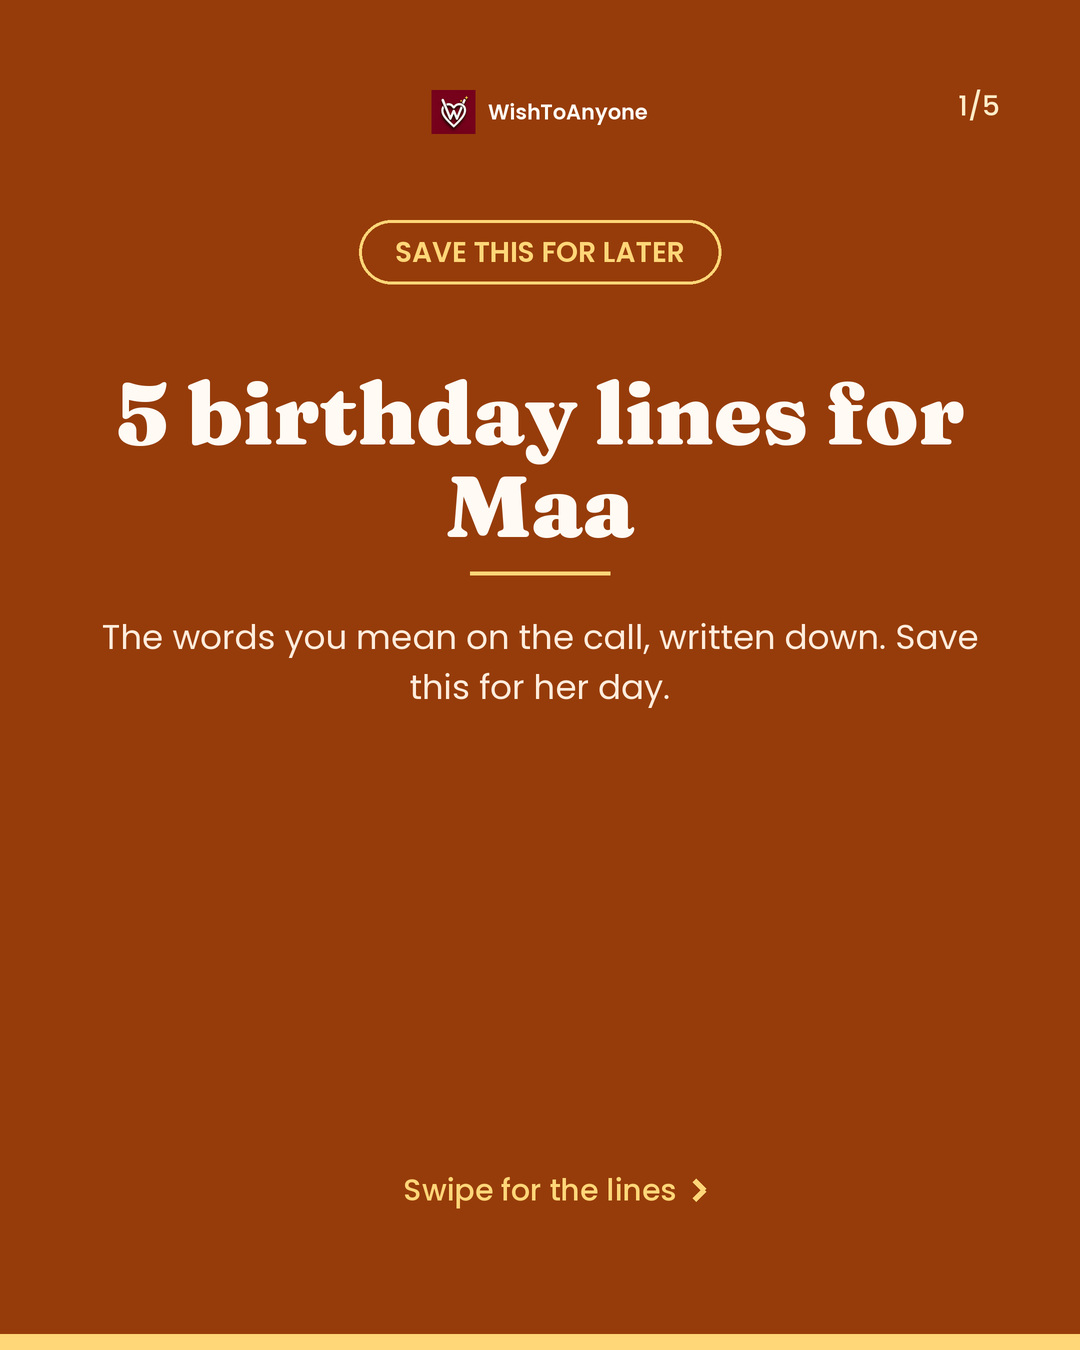 WishToAnyone
1/5
SAVE THIS FOR LATER
5 birthday lines for
Maa
The words you mean on the call, written down. Save
this for her day.
Swipe for the lines